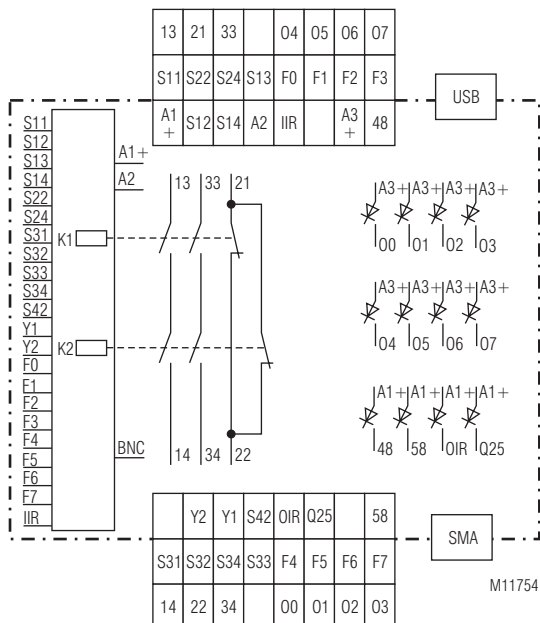 13 21 33 04 05 06 07
S11 S22 S24 S13 F0 F1 F2 F3
A1+ S12 S14 A2 IIR A3+ 48
USB
S11
S12
S13
S14
S22
S24
S31
S32
S33
S34
S42
Y1
Y2
F0
F1
F2
F3
F4
F5
F6
F7
IIR
K1
K2
A1+
A2
BNC
13 33 21
14 34 22
A3+ A3+ A3+ A3+
00 01 02 03
A3+ A3+ A3+ A3+
04 05 06 07
A1+ A1+ A1+ A1+
48 58 OIR Q25
Y2 Y1 S42 OIR Q25 58
S31 S32 S34 S33 F4 F5 F6 F7
14 22 34 00 01 02 03
SMA
M11754